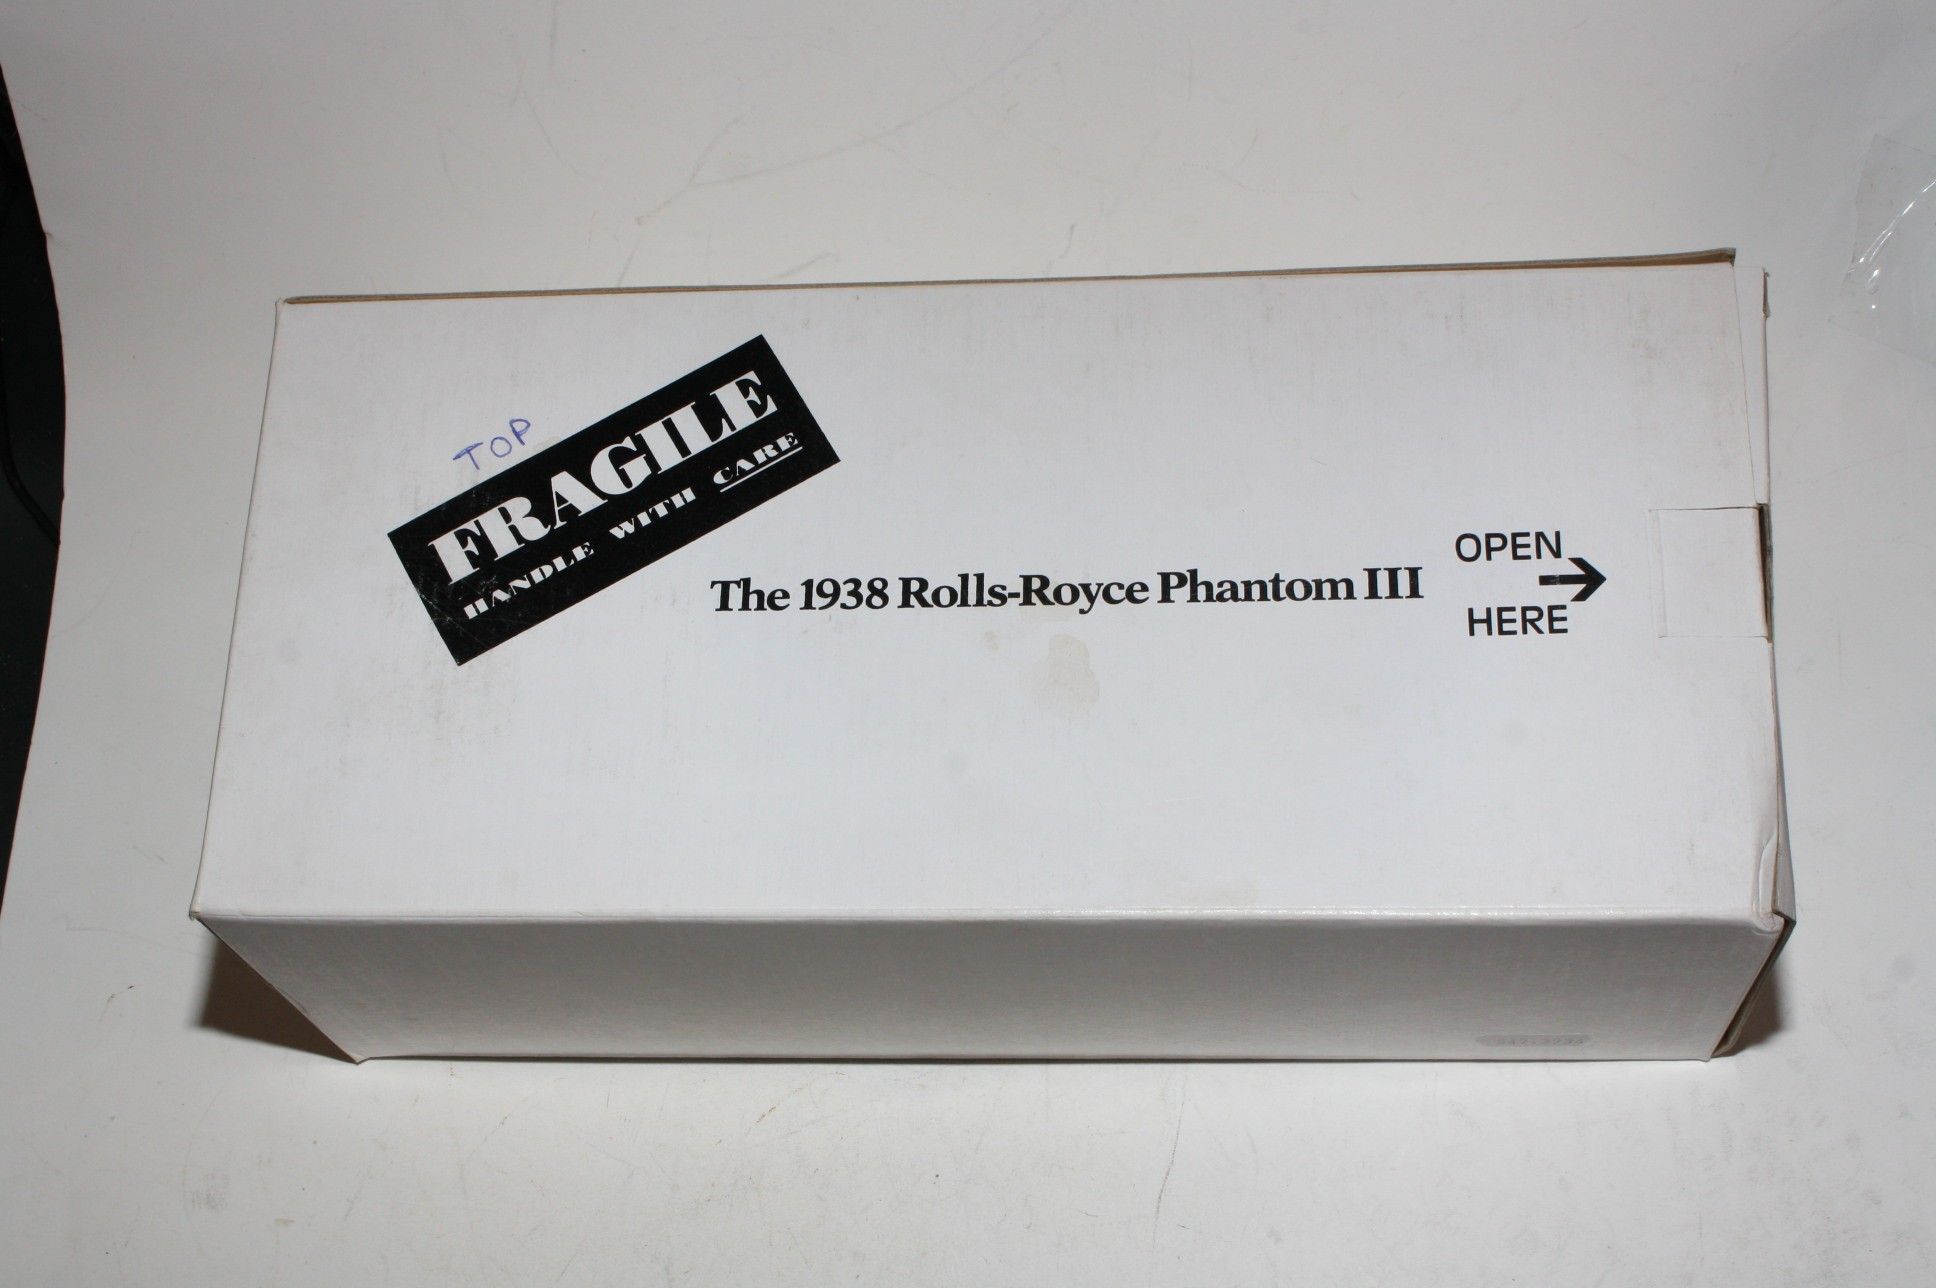 TOP
FRAGILE
HANDLE WITH CARE
The 1938 Rolls-Royce Phantom III
OPEN
HERE